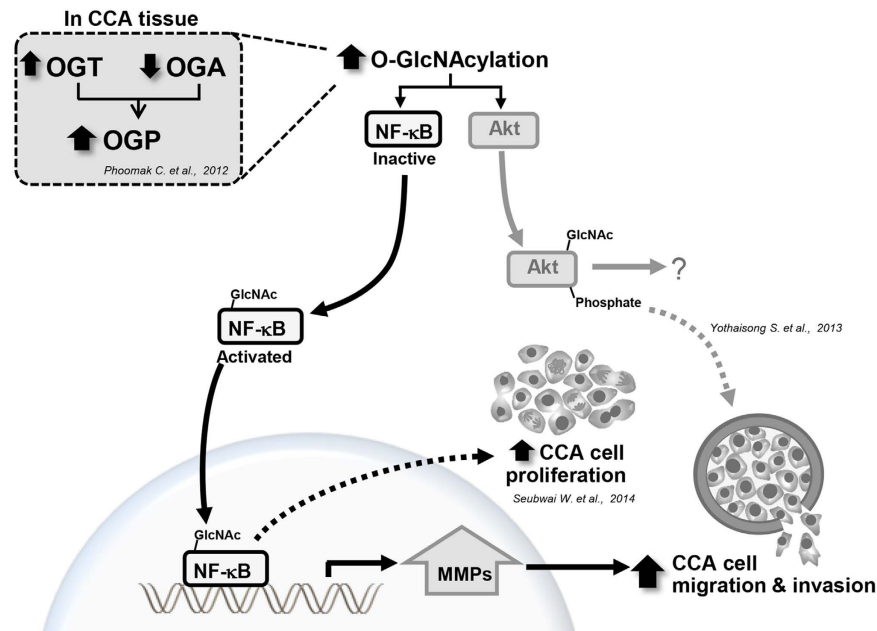 In CCA tissue
OGT
OGA
OGP
Phoomak C. et al., 2012
O-GlcNAcylation
NF-κB
Inactive
Akt
GlcNAc
Akt
?
Phosphate
Yothaisong S. et al., 2013
GlcNAc
NF-κB
Activated
CCA cell
proliferation
Seubwai W. et al., 2014
GlcNAc
NF-κB
MMPs
CCA cell
migration & invasion